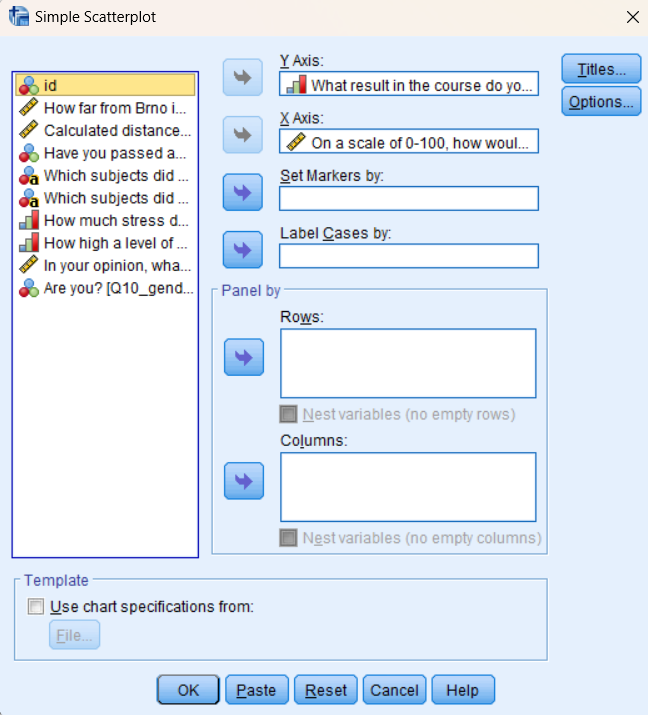 Simple Scatterplot
id
How far from Brno i...
Calculated distance...
Have you passed a...
Which subjects did ...
Which subjects did ...
How much stress d...
How high a level of ...
In your opinion, wha...
Are you? [Q10_gend...
Y Axis:
What result in the course do yo...
X Axis:
On a scale of 0-100, how woul...
Set Markers by:
Label Cases by:
Panel by
Rows:
Nest variables (no empty rows)
Columns:
Nest variables (no empty columns)
Titles...
Options...
Template
Use chart specifications from:
File...
OK Paste Reset Cancel Help